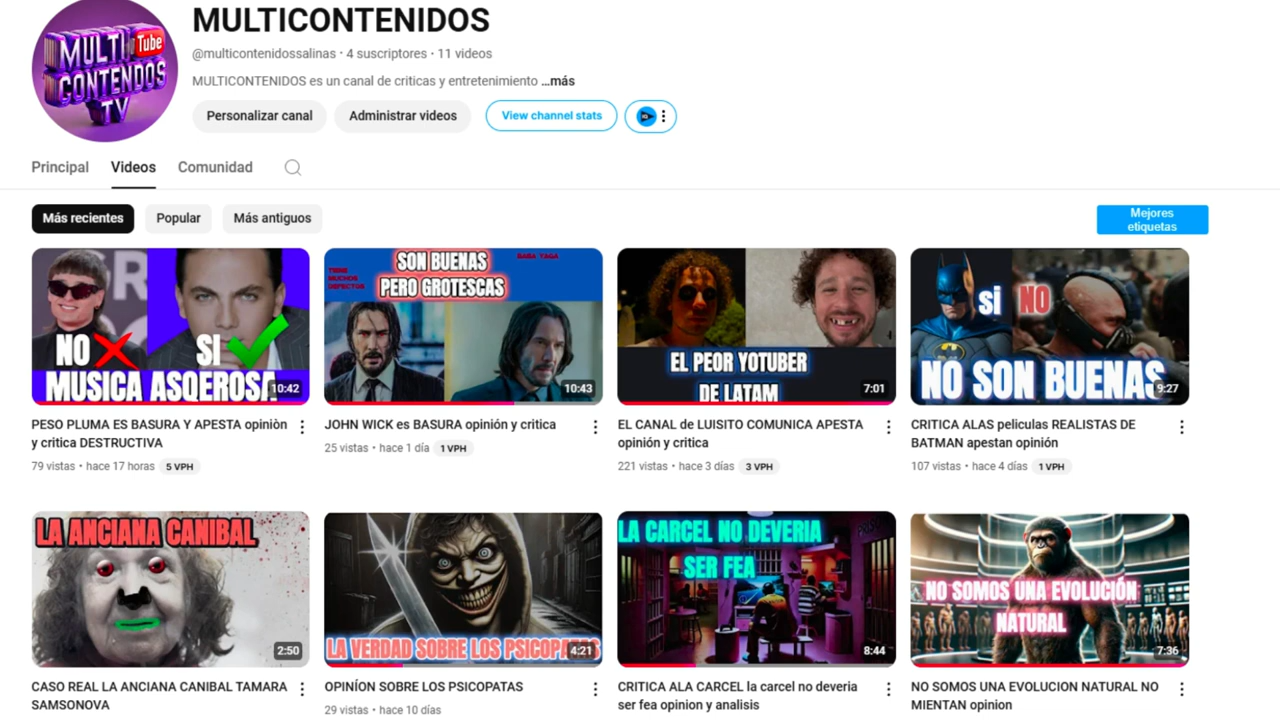 MULTI Tube
CONTENDOS
TV
MULTICONTENIDOS
@multicontenidossalinas · 4 suscriptores · 11 videos
MULTICONTENIDOS es un canal de criticas y entretenimiento ...más
Personalizar canal
Administrar videos
View channel stats
Principal
Videos
Comunidad
Más recientes
Popular
Más antiguos
Mejores
etiquetas
NO
SI
MUSICA ASQEROSA
10:42
TIENE
MUCHOS
DEFECTOR
SON BUENAS
PERO GROTESCAS
BABA YAGA
10:43
EL PEOR YOTUBER
DE LATAM
7:01
si
NO
NO SON BUENAS
9:27
PESO PLUMA ES BASURA Y APESTA opiniòn
y critica DESTRUCTIVA
79 vistas • hace 17 horas
5 VPH
JOHN WICK es BASURA opinión y critica
25 vistas • hace 1 día
1 VPH
EL CANAL de LUISITO COMUNICA APESTA
opinión y critica
221 vistas • hace 3 días
3 VPH
CRITICA ALAS peliculas REALISTAS DE
BATMAN apestan opinión
107 vistas • hace 4 días
1 VPH
LA ANCIANA CANIBAL
2:50
LA VERDAD SOBRE LOS PSICOPATAS
4:21
LA CARCEL NO DEVERIA
SER FEA
8:44
NO SOMOS UNA EVOLUCIÓN
NATURAL
7:36
CASO REAL LA ANCIANA CANIBAL TAMARA
SAMSONOVA
OPINÍON SOBRE LOS PSICOPATAS
29 vistas • hace 10 días
CRITICA ALA CARCEL la carcel no deveria
ser fea opinion y analisis
NO SOMOS UNA EVOLUCION NATURAL NO
MIENTAN opinion